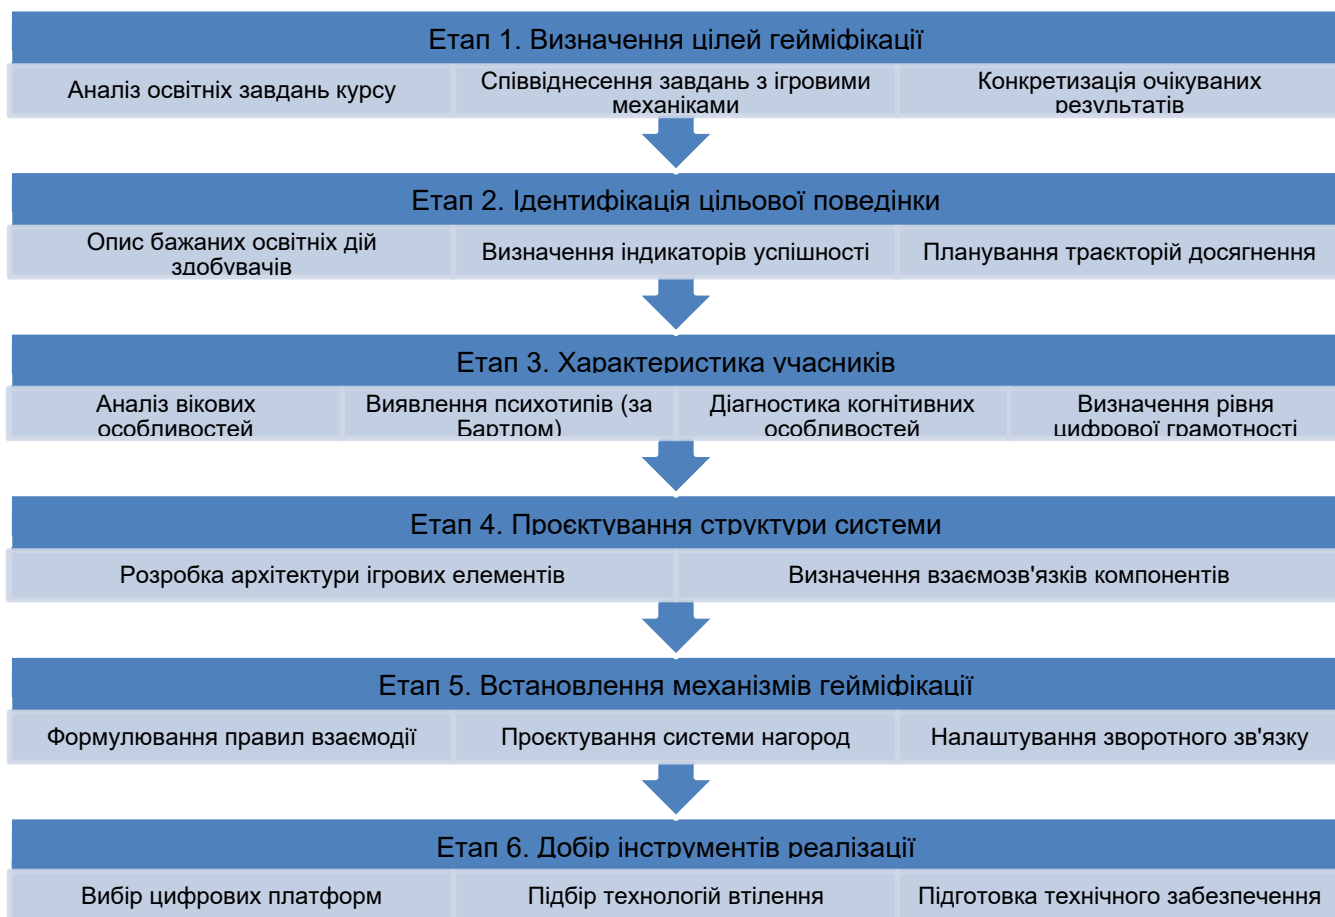 Етап 1. Визначення цілей гейміфікації
Аналіз освітніх завдань курсу
Співвіднесення завдань з ігровими
механіками
Конкретизація очікуваних
результатів
Етап 2. Ідентифікація цільової поведінки
Опис бажаних освітніх дій
здобувачів
Визначення індикаторів успішності
Планування траєкторій досягнення
Етап 3. Характеристика учасників
Аналіз вікових
особливостей
Виявлення психотипів (за
Бартлом)
Діагностика когнітивних
особливостей
Визначення рівня
цифрової грамотності
Етап 4. Проєктування структури системи
Розробка архітектури ігрових елементів
Визначення взаємозв'язків компонентів
Етап 5. Встановлення механізмів гейміфікації
Формулювання правил взаємодії
Проєктування системи нагород
Налаштування зворотного зв'язку
Етап 6. Добір інструментів реалізації
Вибір цифрових платформ
Підбір технологій втілення
Підготовка технічного забезпечення